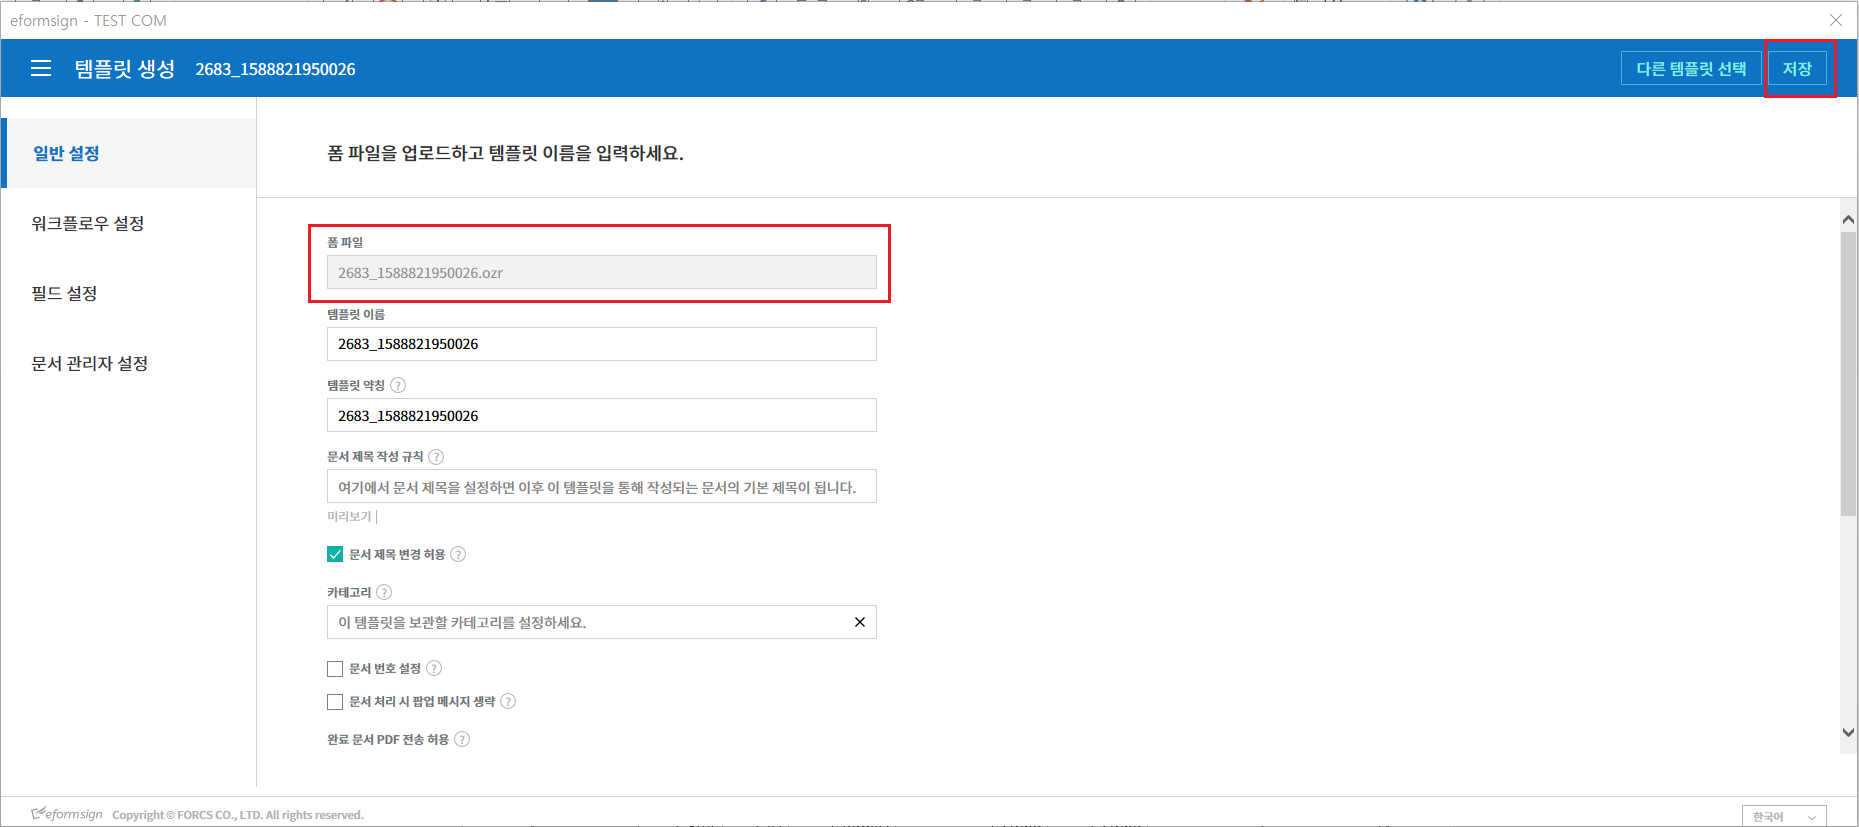 eformsign - TEST COM
템플릿 생성 2683_1588821950026 다른 템플릿 선택 저장
일반 설정
워크플로우 설정
필드 설정
문서 관리자 설정
폼 파일을 업로드하고 템플릿 이름을 입력하세요.
폼 파일
2683_1588821950026.ozr
템플릿 이름
2683_1588821950026
템플릿 약칭 ?
2683_1588821950026
문서 제목 작성 규칙 ?
여기에서 문서 제목을 설정하면 이후 이 템플릿을 통해 작성되는 문서의 기본 제목이 됩니다.
미리보기 |
문서 제목 변경 허용 ?
카테고리 ?
이 템플릿을 보관할 카테고리를 설정하세요.
문서 번호 설정 ?
문서 처리 시 팝업 메시지 생략 ?
완료 문서 PDF 전송 허용 ?
eformsign Copyright © FORCS CO., LTD. All rights reserved.
한국어